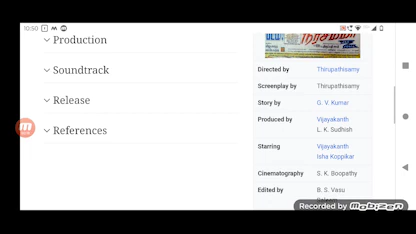 10:50
Production
Soundtrack
Release
References
Directed by Thirupathisamy
Screenplay by Thirupathisamy
Story by G. V. Kumar
Produced by Vijayakanth
L. K. Sudhish
Starring Vijayakanth
Isha Koppikar
Cinematography S. K. Boopathy
Edited by B. S. Vasu
Recorded by Mobizen